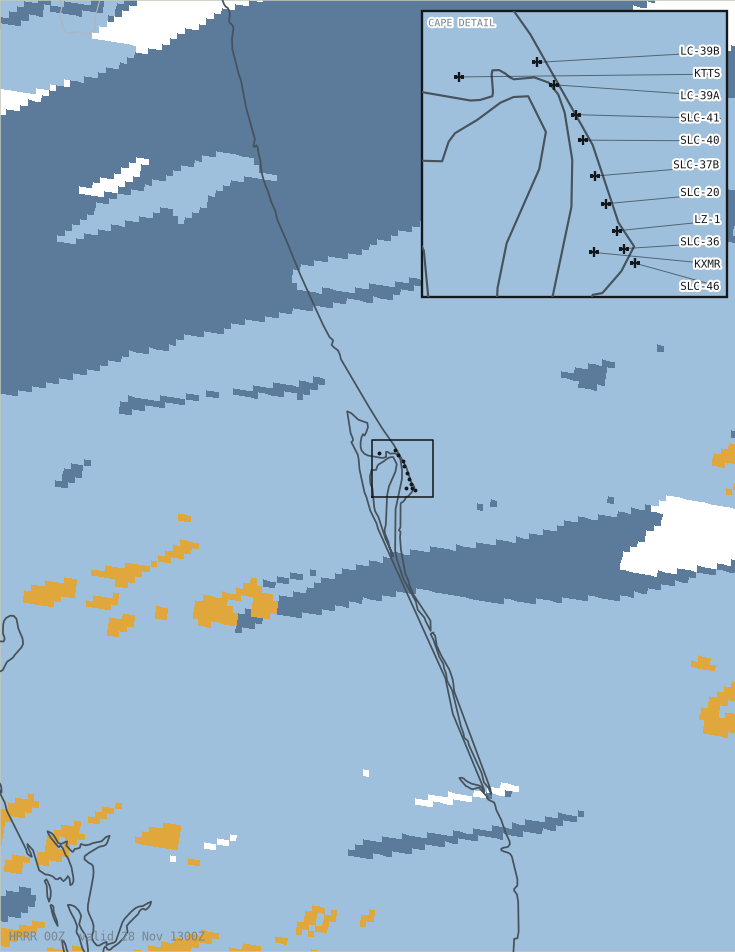 CAPE DETAIL
LC-39B
KTTS
LC-39A
SLC-41
SLC-40
SLC-37B
SLC-20
LZ-1
SLC-36
KXMR
SLC-46
HRRR 00Z valid 28 Nov 1300Z